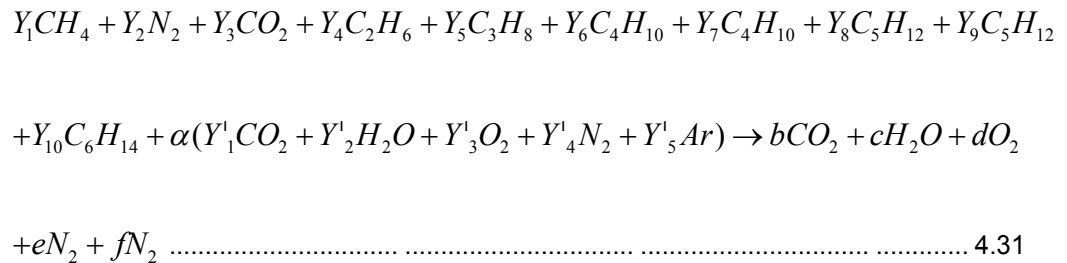 Y₁CH₄ + Y₂N₂ + Y₃CO₂ + Y₄C₂H₆ + Y₅C₃H₈ + Y₆C₄H₁₀ + Y₇C₄H₁₀ + Y₈C₅H₁₂ + Y₉C₅H₁₂
+Y₁₀C₆H₁₄ + α(Y'₁CO₂ + Y'₂H₂O + Y'₃O₂ + Y'₄N₂ + Y'₅Ar) → bCO₂ + cH₂O + dO₂
+eN₂ + fN₂ ............................. ................................. ................................. ............. 4.31